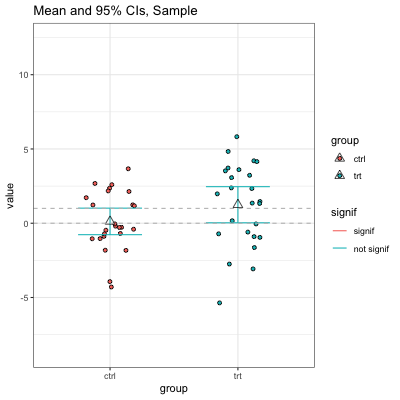 Mean and 95% CIs, Sample
value
10
5
0
-5
ctrl
trt
group
group
ctrl
trt
signif
signif
not signif